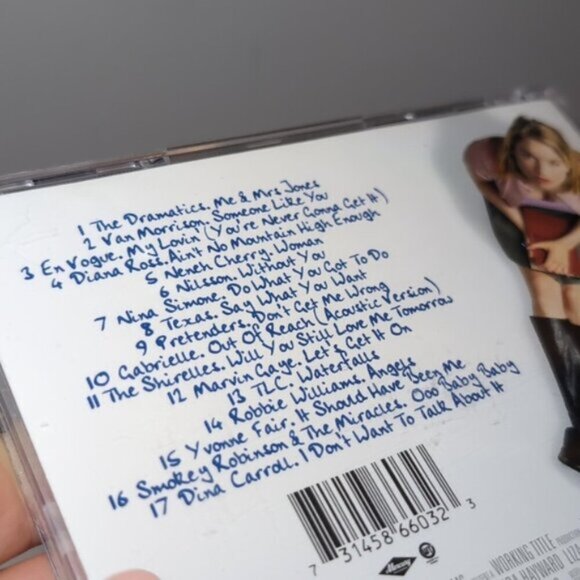 1 The Dramatics. Me & Mrs Jones
2 Van Morrison. Someone Like You
3 En Vogue. My Lovin (You're Never Gonna Get It)
4 Diana Ross. Ain't No Mountain High Enough
5 Neneh Cherry. Woman
6 Nilsson. Without You
7 Nina Simone. Do What You Got To Do
8 Texas. Say What You Want
9 Pretenders. Don't Get Me Wrong
10 Gabrielle. Out Of Reach (Acoustic Version)
11 The Shirelles. Will You Still Love Me Tomorrow
12 Marvin Gaye. Let's Get It On
13 TLC. Waterfalls
14 Robbie Williams. Angels
15 Yvonne Fair. It Should Have Been Me
16 Smokey Robinson & The Miracles. Ooo Baby Baby
17 Dina Carroll. I Don't Want To Talk About It
7 31458 66032 3
WORKING TITLE
HAYWARD